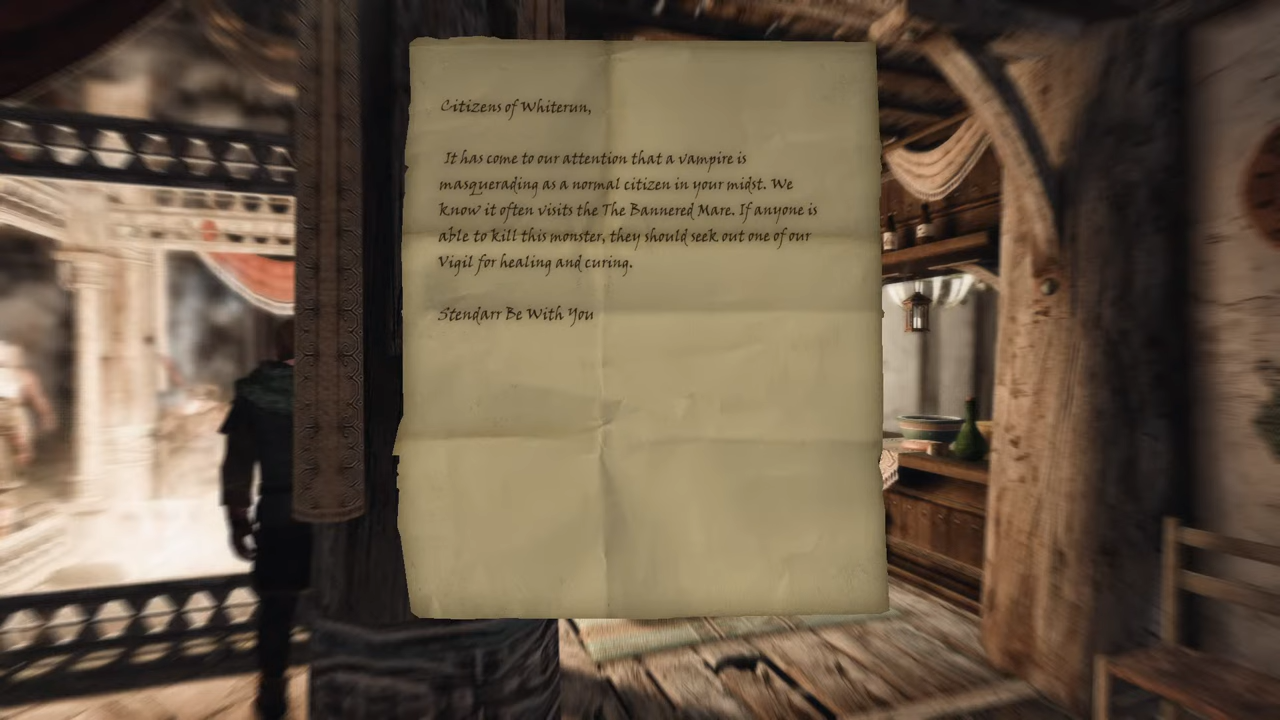 Citizens of Whiterun,
It has come to our attention that a vampire is
masquerading as a normal citizen in your midst. We
know it often visits the The Bannered Mare. If anyone is
able to kill this monster, they should seek out one of our
Vigil for healing and curing.
Stendarr Be With You